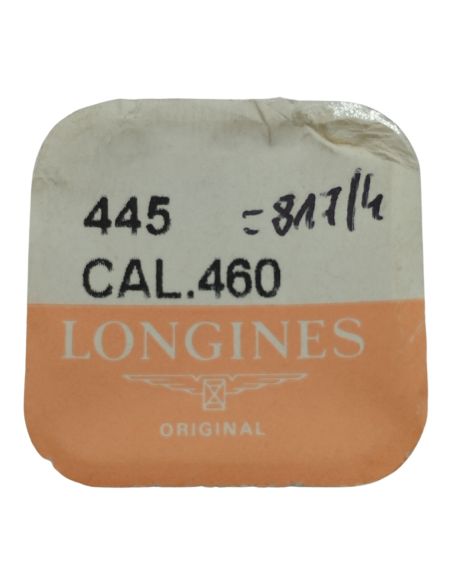 445 =817/4
CAL.460
LONGINES
ORIGINAL